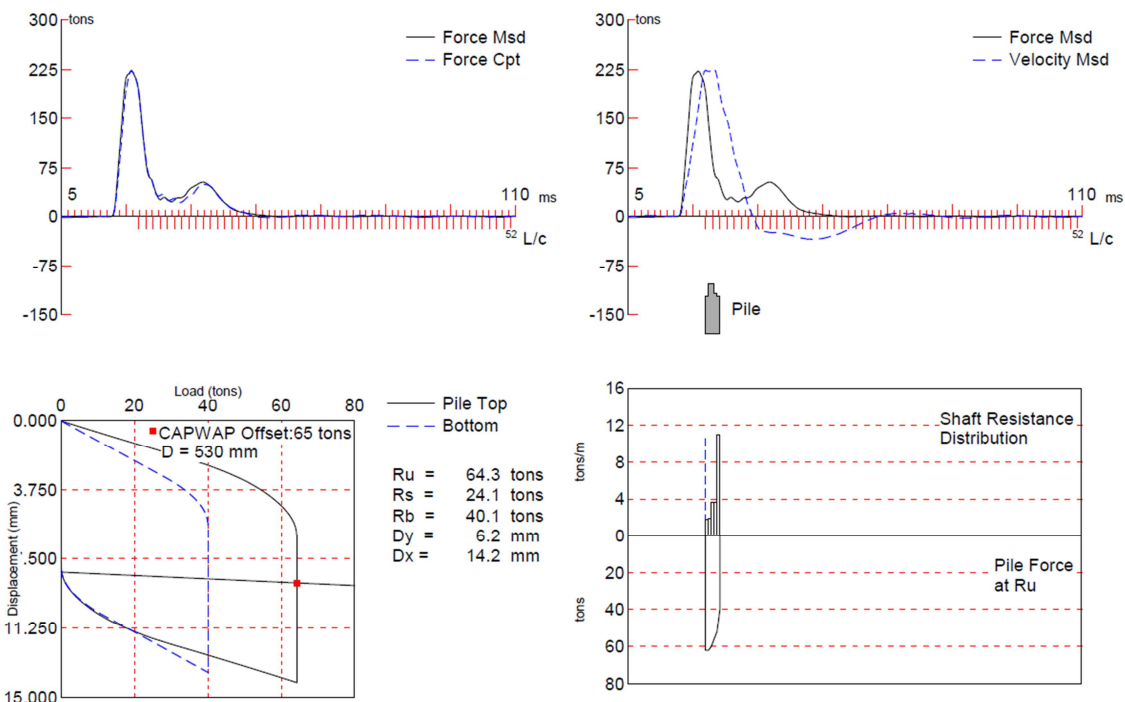 300 tons
Force Msd
Force Cpt
225
150
75
5
110 ms
0
52 L/c
-75
-150
300 tons
Force Msd
Velocity Msd
225
150
75
5
110 ms
0
52 L/c
-75
-150
Pile
Load (tons)
0 20 40 60 80
0.000
CAPWAP Offset:65 tons
D = 530 mm
3.750
.500
11.250
15.000
Displacement (mm)
Pile Top
Bottom
Ru = 64.3 tons
Rs = 24.1 tons
Rb = 40.1 tons
Dy = 6.2 mm
Dx = 14.2 mm
16
Shaft Resistance
Distribution
12
tons/m
8
4
0
Pile Force
at Ru
20
tons
40
60
80